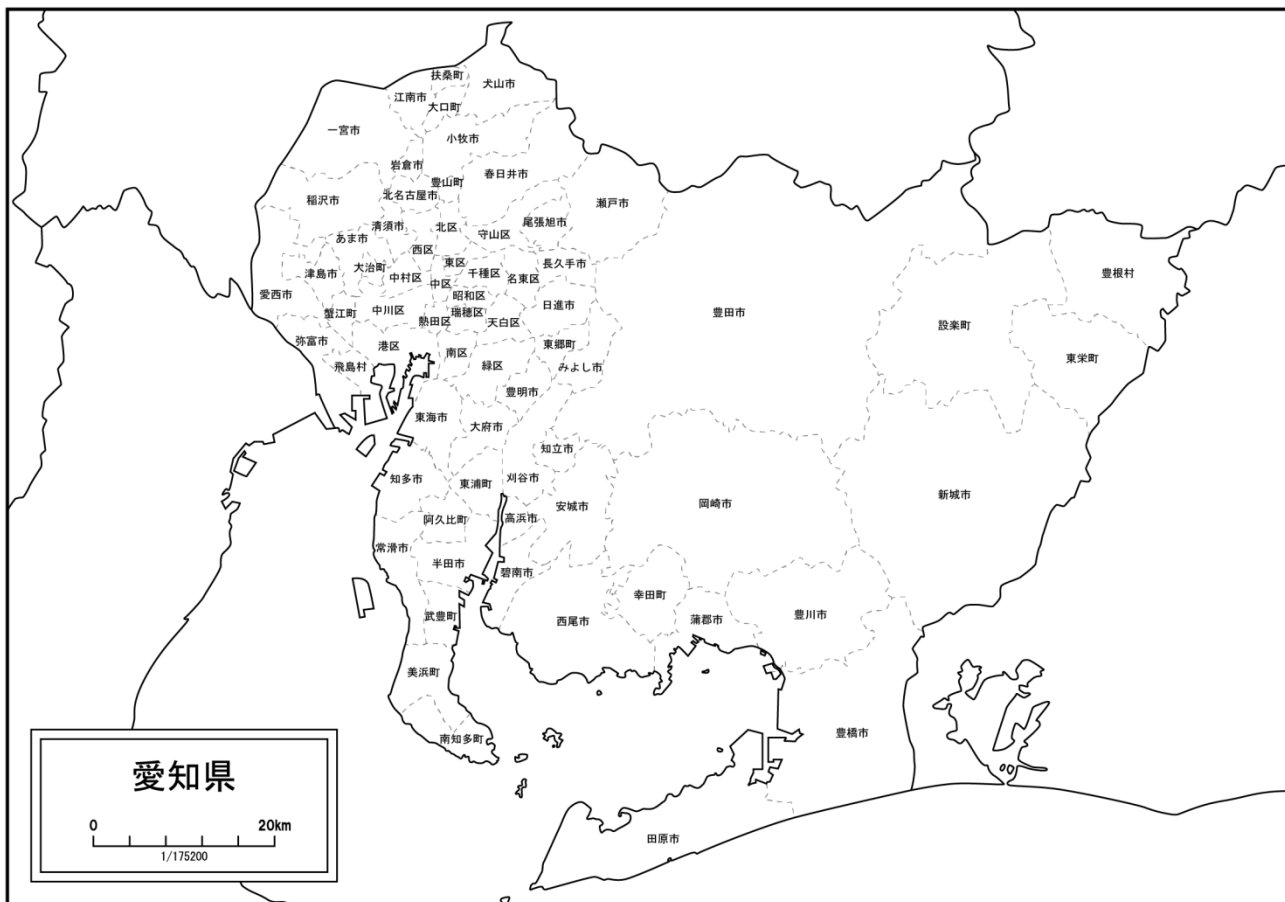 扶桑町
犬山市
江南市
大口町
一宮市
小牧市
岩倉市
春日井市
豊山町
北名古屋市
稲沢市
瀬戸市
尾張旭市
清須市
北区
守山区
あま市
西区
東区
長久手市
大治町
千種区
津島市
中村区
名東区
中区
豊根村
愛西市
昭和区
日進市
蟹江町
中川区
瑞穂区
豊田市
熱田区
天白区
設楽町
弥富市
港区
東郷町
南区
東栄町
飛島村
緑区
みよし市
豊明市
東海市
大府市
知立市
知多市
東浦町
刈谷市
新城市
安城市
岡崎市
阿久比町
高浜市
常滑市
半田市
碧南市
幸田町
武豊町
西尾市
蒲郡市
豊川市
美浜町
南知多町
豊橋市
田原市
愛知県
0 20km
1/175200